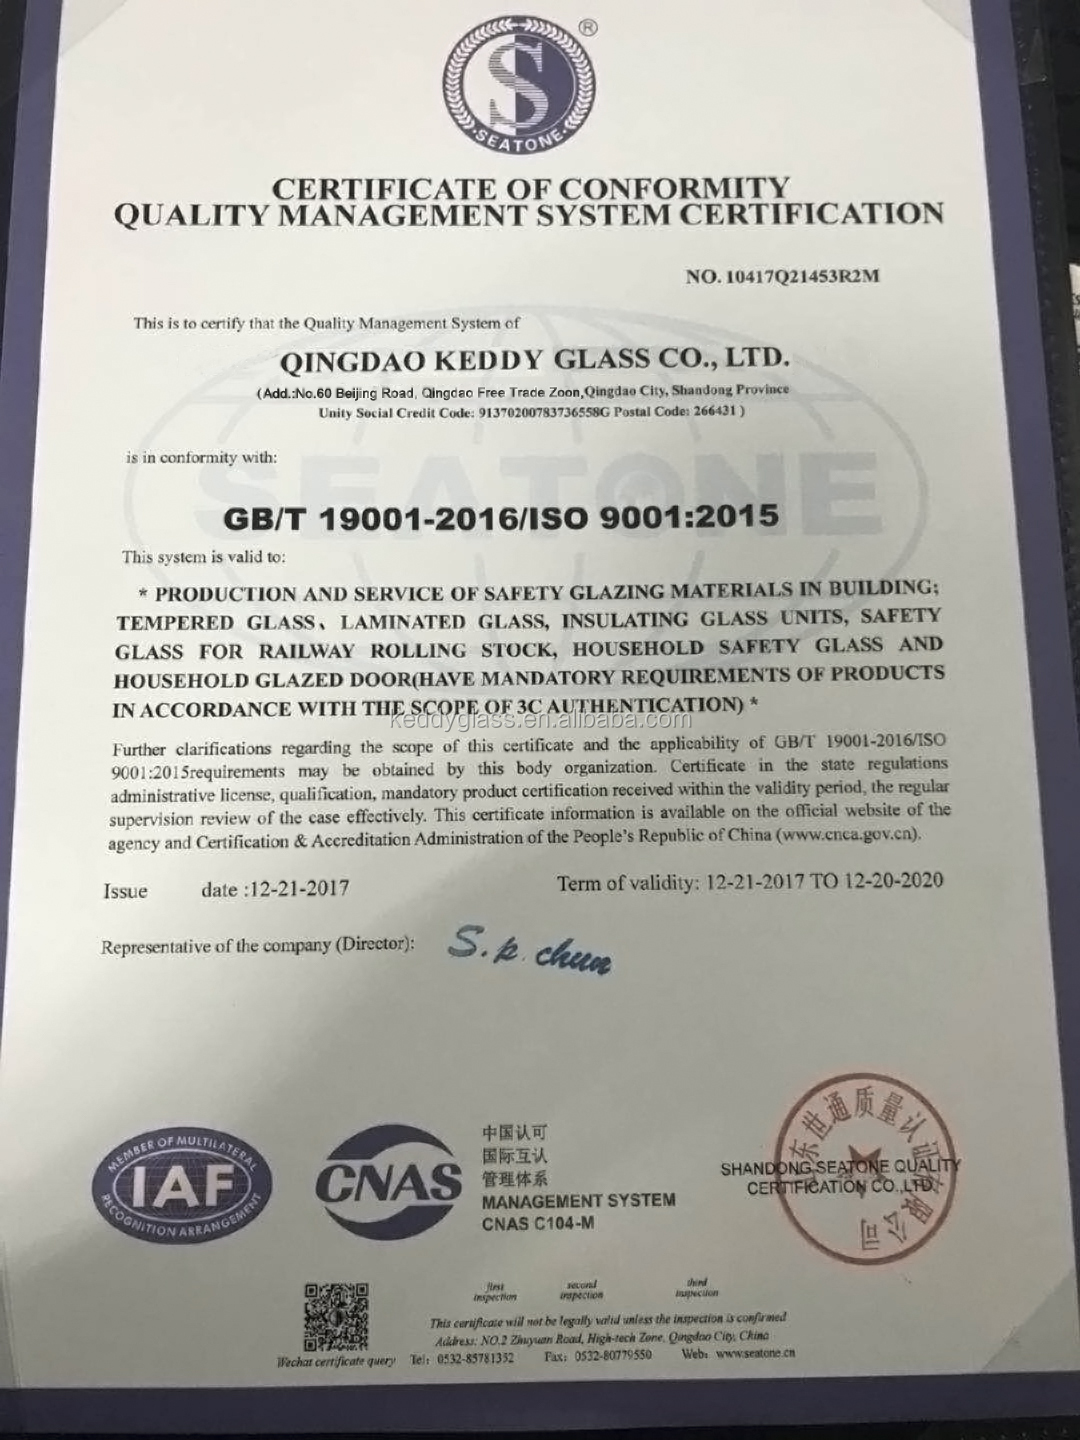 ®
SEATONE
CERTIFICATE OF CONFORMITY
QUALITY MANAGEMENT SYSTEM CERTIFICATION
NO. 10417Q21453R2M
This is to certify that the Quality Management System of
QINGDAO KEDDY GLASS CO., LTD.
(Add.:No.60 Beijing Road, Qingdao Free Trade Zoon,Qingdao City, Shandong Province
Unity Social Credit Code: 91370200783736558G Postal Code: 266431 )
is in conformity with:
SEATONE
GB/T 19001-2016/ISO 9001:2015
This system is valid to:
* PRODUCTION AND SERVICE OF SAFETY GLAZING MATERIALS IN BUILDING;
TEMPERED GLASS、LAMINATED GLASS, INSULATING GLASS UNITS, SAFETY
GLASS FOR RAILWAY ROLLING STOCK, HOUSEHOLD SAFETY GLASS AND
HOUSEHOLD GLAZED DOOR(HAVE MANDATORY REQUIREMENTS OF PRODUCTS
IN ACCORDANCE WITH THE SCOPE OF 3C AUTHENTICATION) *
keddyglass.en.alibaba.com
Further clarifications regarding the scope of this certificate and the applicability of GB/T 19001-2016/ISO
9001:2015requirements may be obtained by this body organization. Certificate in the state regulations
administrative license, qualification, mandatory product certification received within the validity period, the regular
supervision review of the case effectively. This certificate information is available on the official website of the
agency and Certification & Accreditation Administration of the People's Republic of China (www.cnca.gov.cn).
Issue date :12-21-2017 Term of validity: 12-21-2017 TO 12-20-2020
Representative of the company (Director): S.p. chun
MEMBER OF MULTILATERAL
IAF
RECOGNITION ARRANGEMENT
CNAS
中国认可
国际互认
管理体系
MANAGEMENT SYSTEM
CNAS C104-M
东世通质量认证有限公司
SHANDONG SEATONE QUALITY
CERTIFICATION CO.,LTD.
first inspection second inspection third inspection
This certificate will not be legally valid unless the inspection is confirmed
Address: NO.2 Zhuyuan Road, High-tech Zone, Qingdao City, China
Wechat certificate query Tel: 0532-85781352 Fax: 0532-80779550 Web: www.seatone.cn